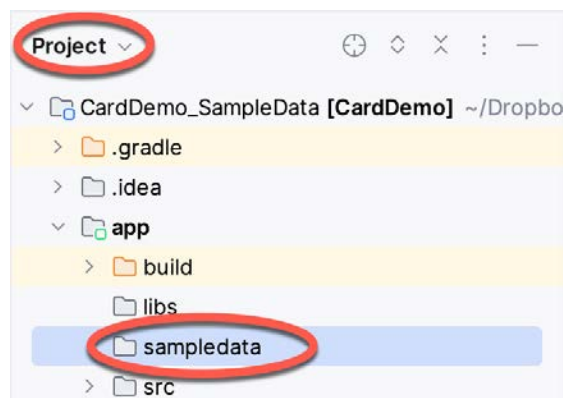 Project
CardDemo_SampleData [CardDemo] ~/Dropbo
.gradle
.idea
app
build
libs
sampledata
src